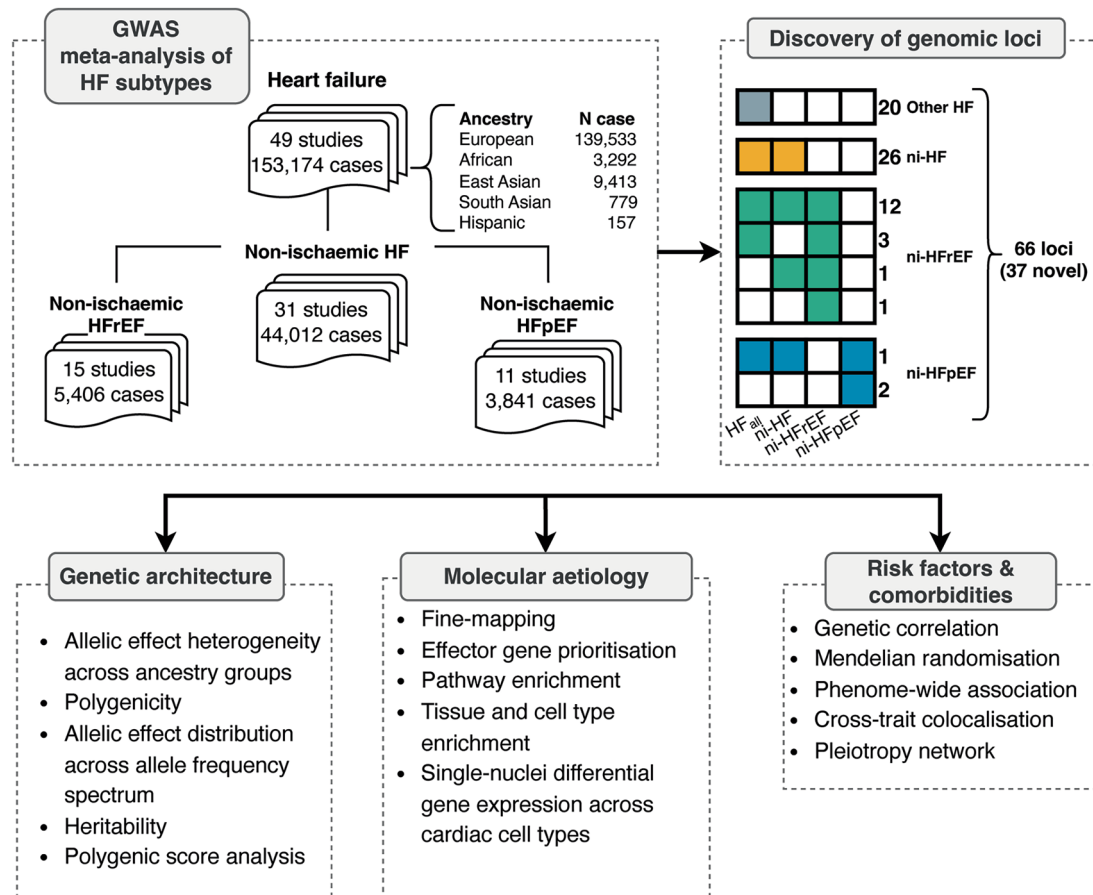 GWAS
meta-analysis of
HF subtypes
Heart failure
49 studies
153,174 cases
Ancestry N case
European 139,533
African 3,292
East Asian 9,413
South Asian 779
Hispanic 157
Non-ischaemic HF
31 studies
44,012 cases
Non-ischaemic
HFrEF
15 studies
5,406 cases
Non-ischaemic
HFpEF
11 studies
3,841 cases
Discovery of genomic loci
20 Other HF
26 ni-HF
12
3
ni-HFrEF
1
1
1
ni-HFpEF
2
HFall
ni-HF
ni-HFrEF
ni-HFpEF
66 loci
(37 novel)
Genetic architecture
• Allelic effect heterogeneity
across ancestry groups
• Polygenicity
• Allelic effect distribution
across allele frequency
spectrum
• Heritability
• Polygenic score analysis
Molecular aetiology
• Fine-mapping
• Effector gene prioritisation
• Pathway enrichment
• Tissue and cell type
enrichment
• Single-nuclei differential
gene expression across
cardiac cell types
Risk factors &
comorbidities
• Genetic correlation
• Mendelian randomisation
• Phenome-wide association
• Cross-trait colocalisation
• Pleiotropy network